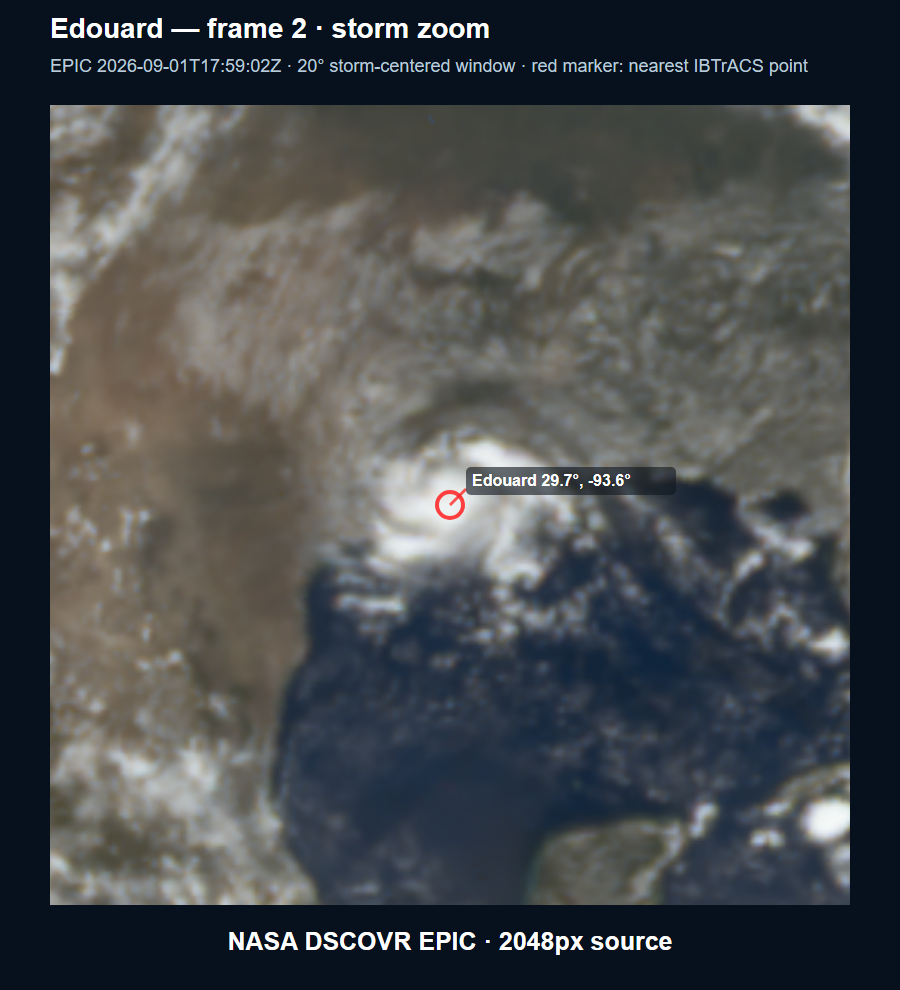 Edouard — frame 2 · storm zoom
EPIC 2026-09-01T17:59:02Z · 20° storm-centered window · red marker: nearest IBTrACS point
Edouard 29.7°, -93.6°
NASA DSCOVR EPIC · 2048px source